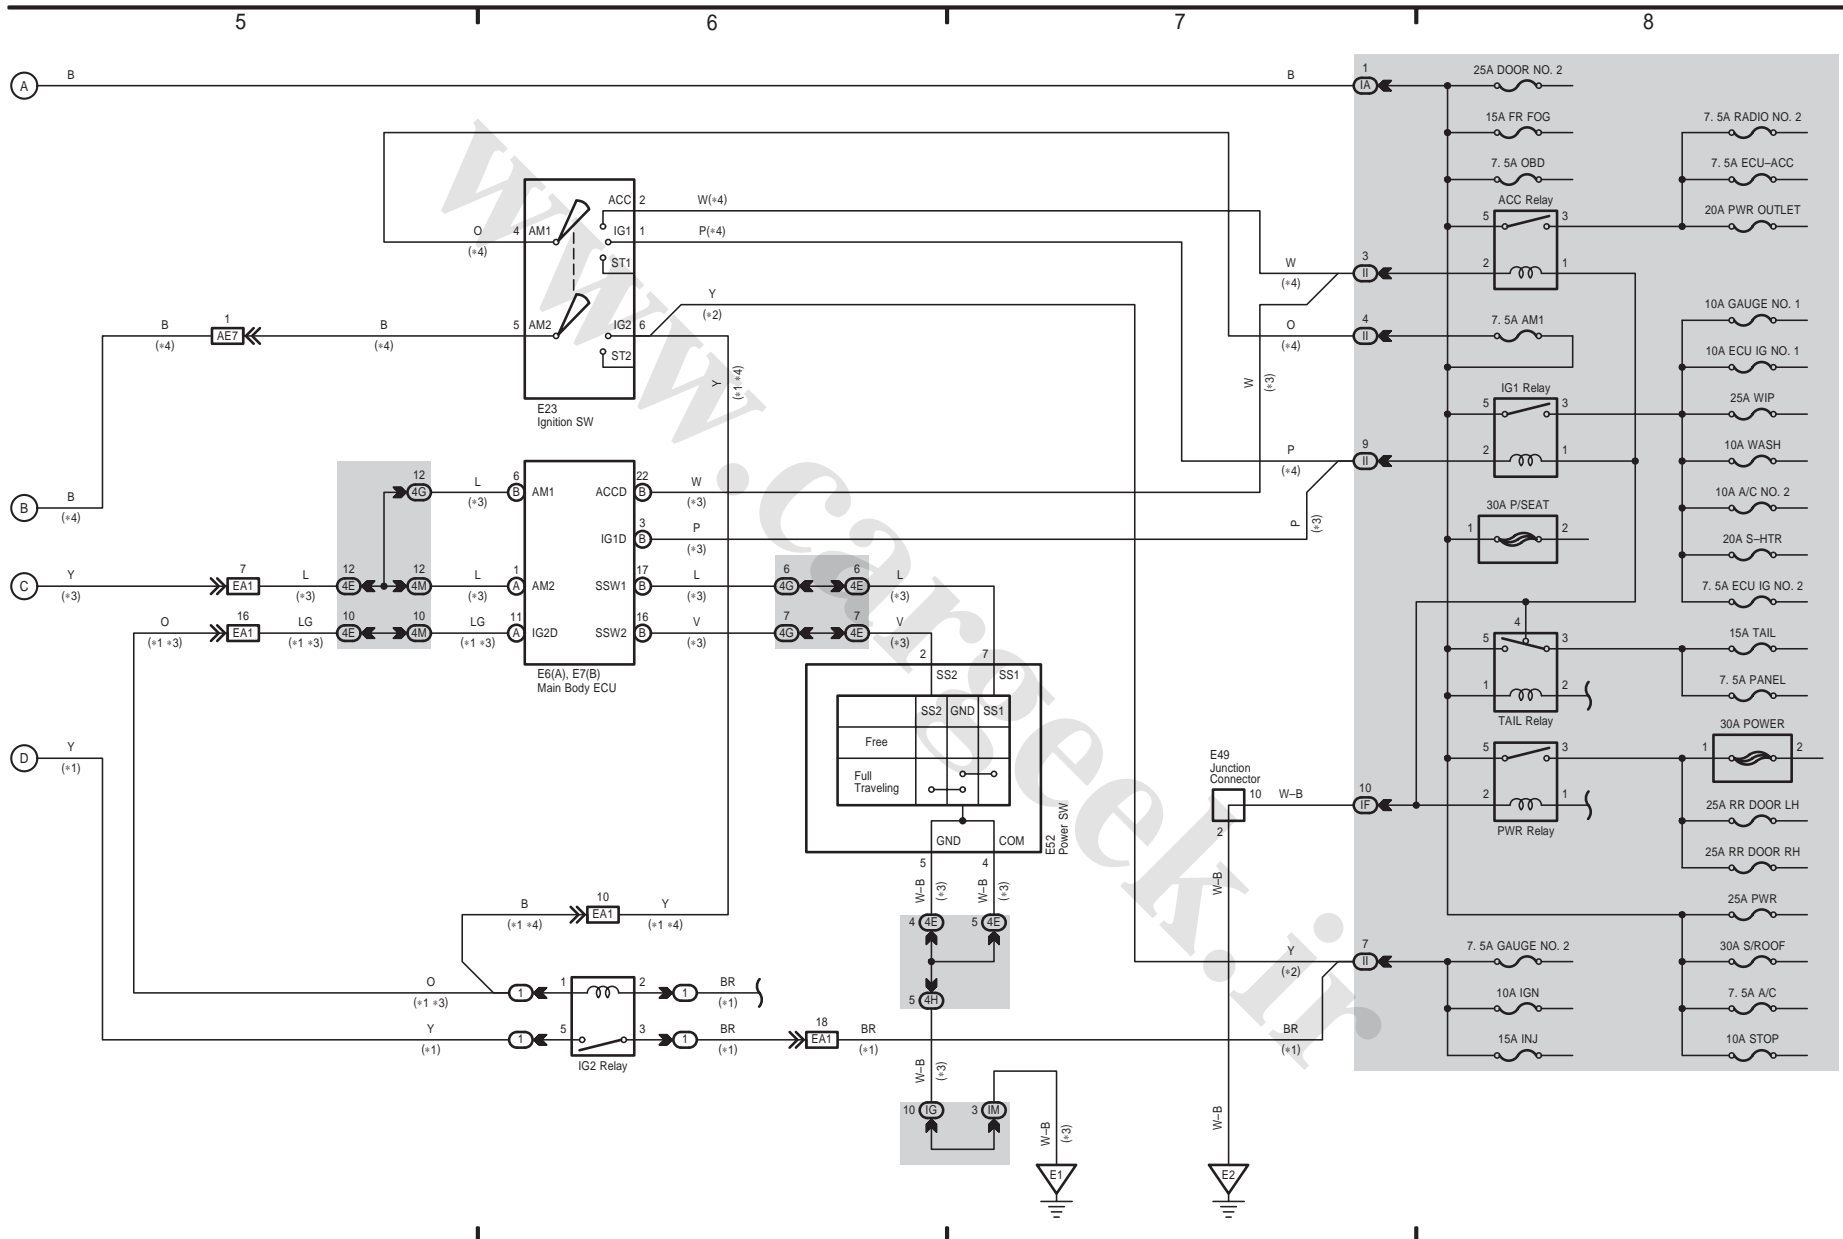 5 6 7 8
A B B 1 IA
25A DOOR NO. 2
15A FR FOG
7. 5A RADIO NO. 2
7. 5A OBD
7. 5A ECU–ACC
ACC Relay
20A PWR OUTLET
5 3
2 1
ACC 2 W(∗4)
O (∗4) 4 AM1
IG1 1 P(∗4)
ST1
W (∗4) 3 II
Y (∗2)
B (∗4) 1 AE7 B (∗4) 5 AM2
IG2 6
ST2
Y (∗1 ∗4)
O (∗4) 4 II
W (∗3)
7. 5A AM1
10A GAUGE NO. 1
10A ECU IG NO. 1
IG1 Relay
25A WIP
5 3
2 1
10A WASH
E23
Ignition SW
P (∗4) 9 II
P (∗3)
10A A/C NO. 2
30A P/SEAT
1 2
20A S–HTR
7. 5A ECU IG NO. 2
B B (∗4)
12 4G L (∗3) 6 B AM1
ACCD 22 B W (∗3)
IG1D 3 B P (∗3)
C Y (∗3) 7 EA1 L (∗3) 12 4E 12 4M L (∗3) 1 A AM2
SSW1 17 B L (∗3) 6 4G 6 4E L (∗3)
O (∗1 ∗3) 16 EA1 LG (∗1 ∗3) 10 4E 10 4M LG (∗1 ∗3) 11 A IG2D
SSW2 16 B V (∗3) 7 4G 7 4E V (∗3)
E6(A), E7(B)
Main Body ECU
4
5 3
1 2
TAIL Relay
15A TAIL
7. 5A PANEL
2 7
SS2 SS1
SS2 GND SS1
Free
Full
Traveling
GND COM
5 4
E52
Power SW
D Y (∗1)
E49
Junction
Connector
10 W–B 10 IF
2
W–B
5 3
2 1
PWR Relay
30A POWER
1 2
25A RR DOOR LH
25A RR DOOR RH
25A PWR
W–B (∗3) W–B (∗3)
4 4E 5 4E
5 4H
B (∗1 ∗4) 10 EA1 Y (∗1 ∗4)
Y (∗2) 7 II
7. 5A GAUGE NO. 2
30A S/ROOF
10A IGN
7. 5A A/C
15A INJ
10A STOP
O (∗1 ∗3) 1 1 2 1 BR (∗1)
Y (∗1) 1 5 3 1 BR (∗1) 18 EA1 BR (∗1) BR (∗1)
IG2 Relay
W–B (∗3)
10 IG 3 IM
W–B (∗3) W–B
E1 E2
www.cargeek.ir